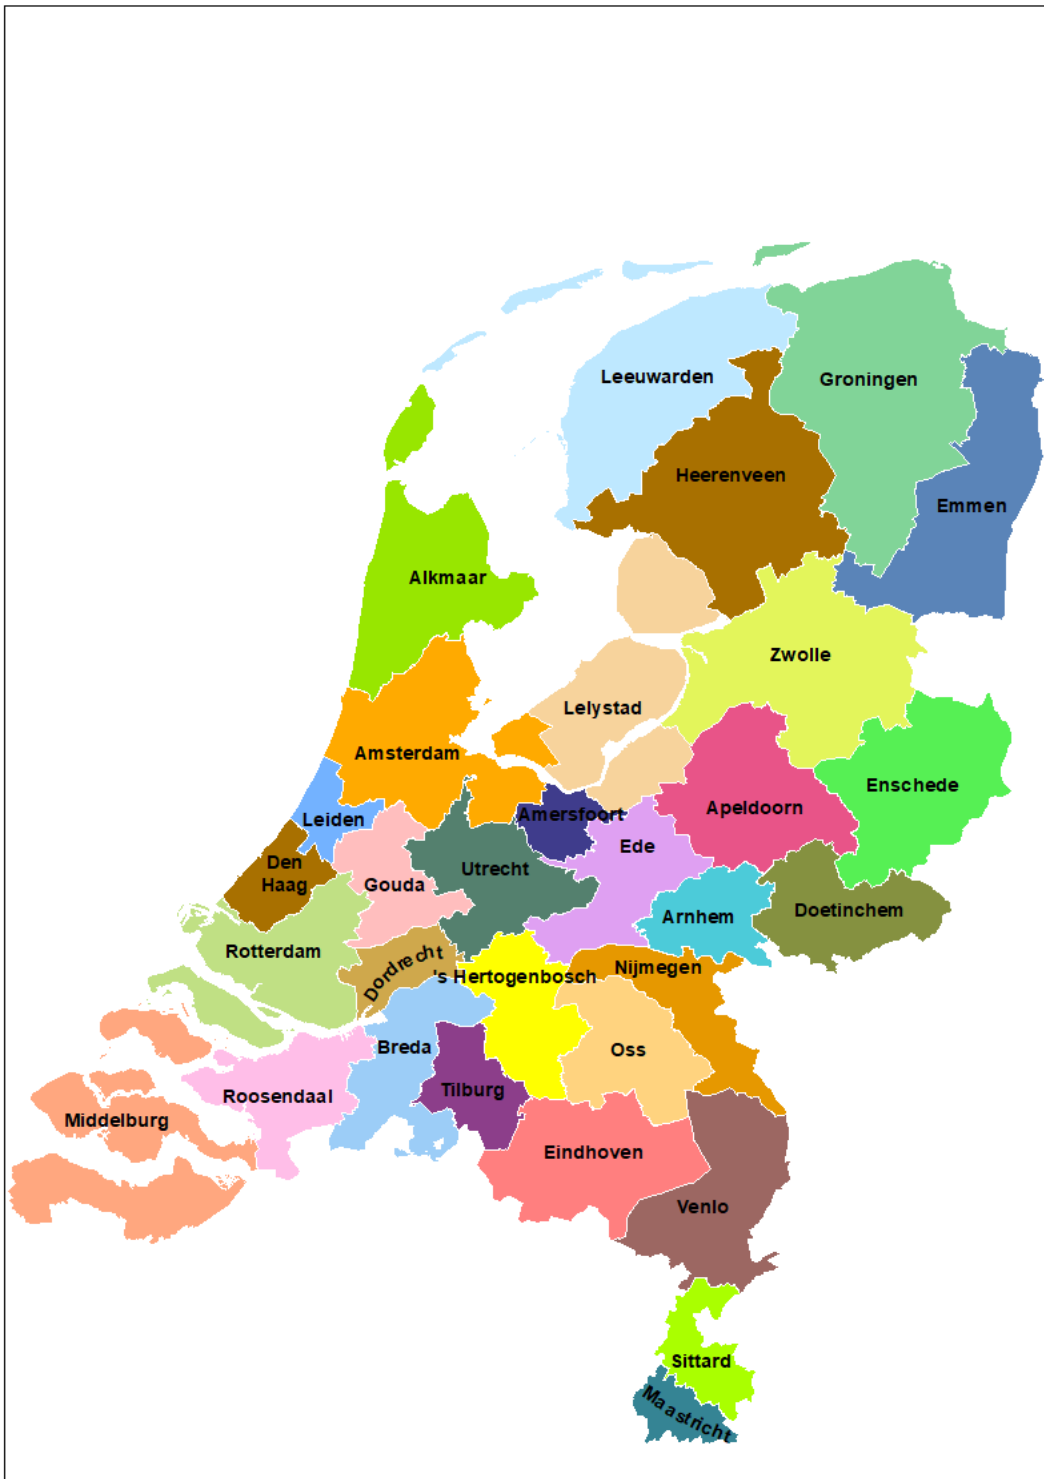 Leeuwarden
Groningen
Heerenveen
Emmen
Alkmaar
Zwolle
Lelystad
Amsterdam
Enschede
Apeldoorn
Leiden
Amersfoort
Ede
Den
Haag
Gouda
Utrecht
Arnhem
Doetinchem
Rotterdam
Dordrecht
's Hertogenbosch
Nijmegen
Breda
Oss
Roosendaal
Tilburg
Middelburg
Eindhoven
Venlo
Sittard
Maastricht